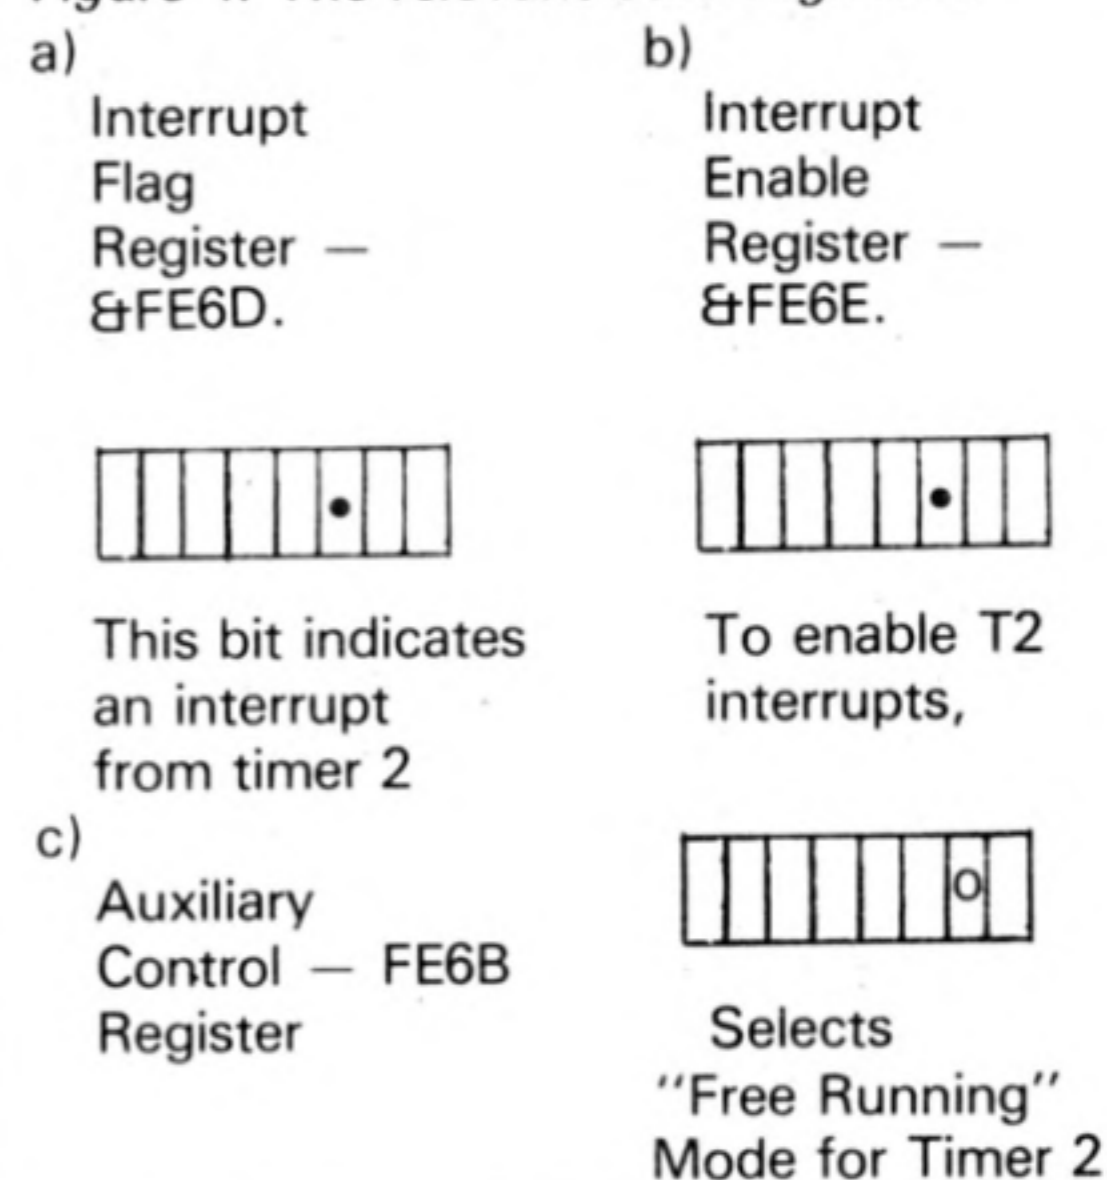 a)
Interrupt
Flag
Register —
&FE6D.
This bit indicates
an interrupt
from timer 2
b)
Interrupt
Enable
Register —
&FE6E.
To enable T2
interrupts,
c)
Auxiliary
Control — FE6B
Register
O
Selects
"Free Running"
Mode for Timer 2